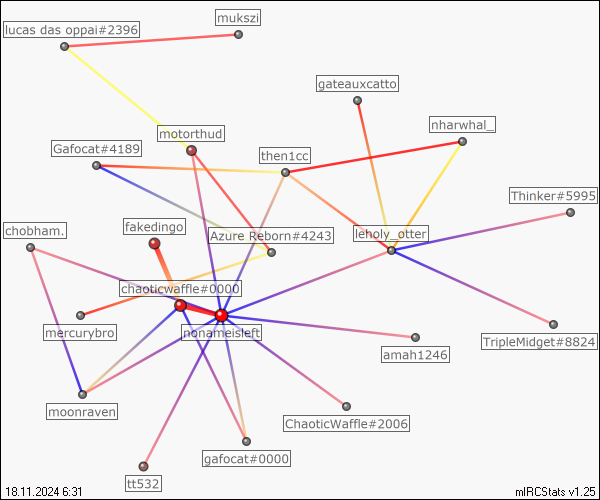 mukszi
lucas das oppai#2396
gateauxcatto
nharwhal_
motorthud
Gafocat#4189
then1cc
Thinker#5995
chobham.
fakedingo
Azure Reborn#4243
leholy_otter
chaoticwaffle#0000
mercurybro
nonameisleft
TripleMidget#8824
amah1246
moonraven
ChaoticWaffle#2006
gafocat#0000
tt532
18.11.2024 6:31
mIRCStats v1.25